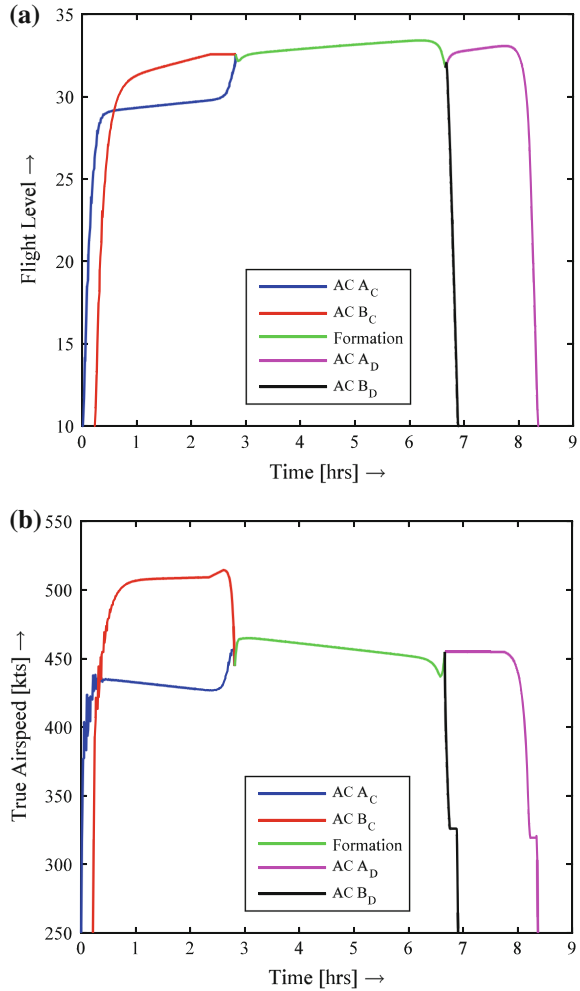 (a)
35
30
25
20
15
10
Flight Level →
0 1 2 3 4 5 6 7 8 9
Time [hrs] →
AC A_C
AC B_C
Formation
AC A_D
AC B_D
(b)
550
500
450
400
350
300
250
True Airspeed [kts] →
0 1 2 3 4 5 6 7 8 9
Time [hrs] →
AC A_C
AC B_C
Formation
AC A_D
AC B_D